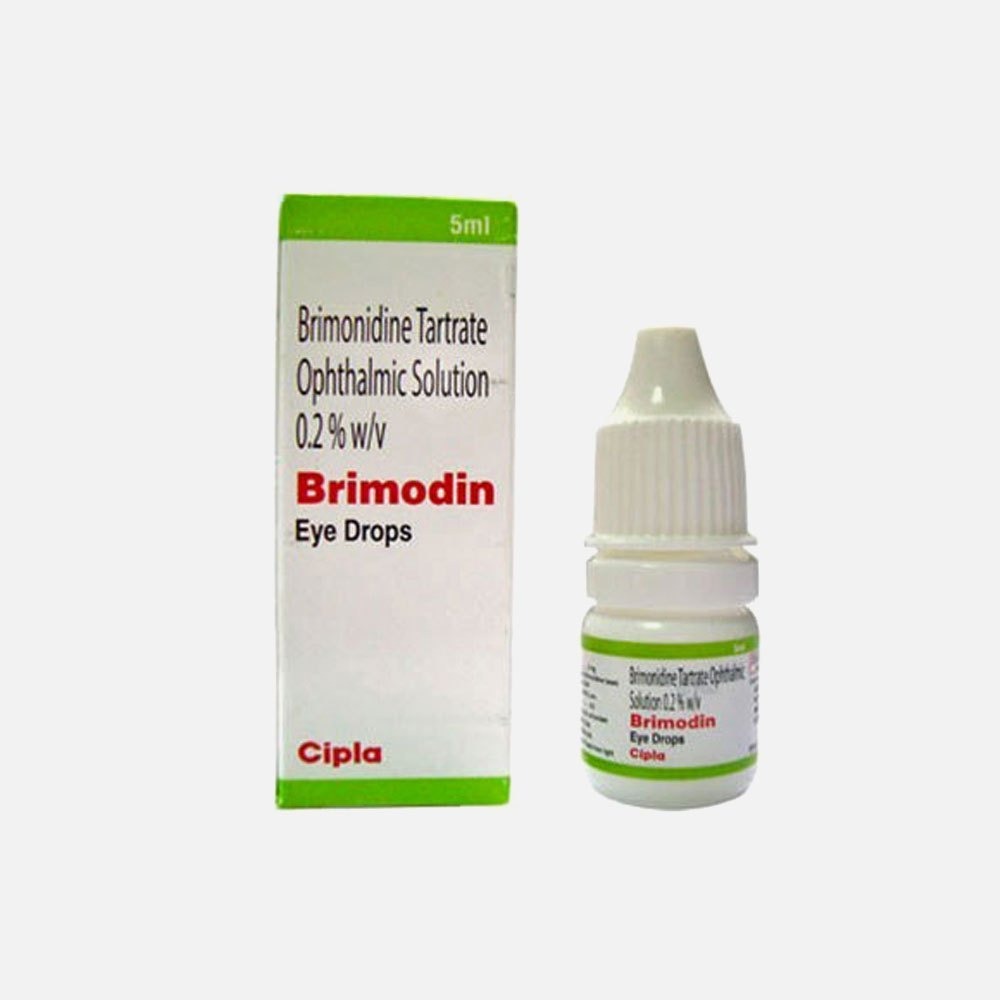 5ml
Brimonidine Tartrate
Ophthalmic Solution
0.2% w/v
Brimodin
Eye Drops
Cipla
Brimonidine Tartrate Ophthalmic
Solution 0.2% w/v
Brimodin
Eye Drops
Cipla